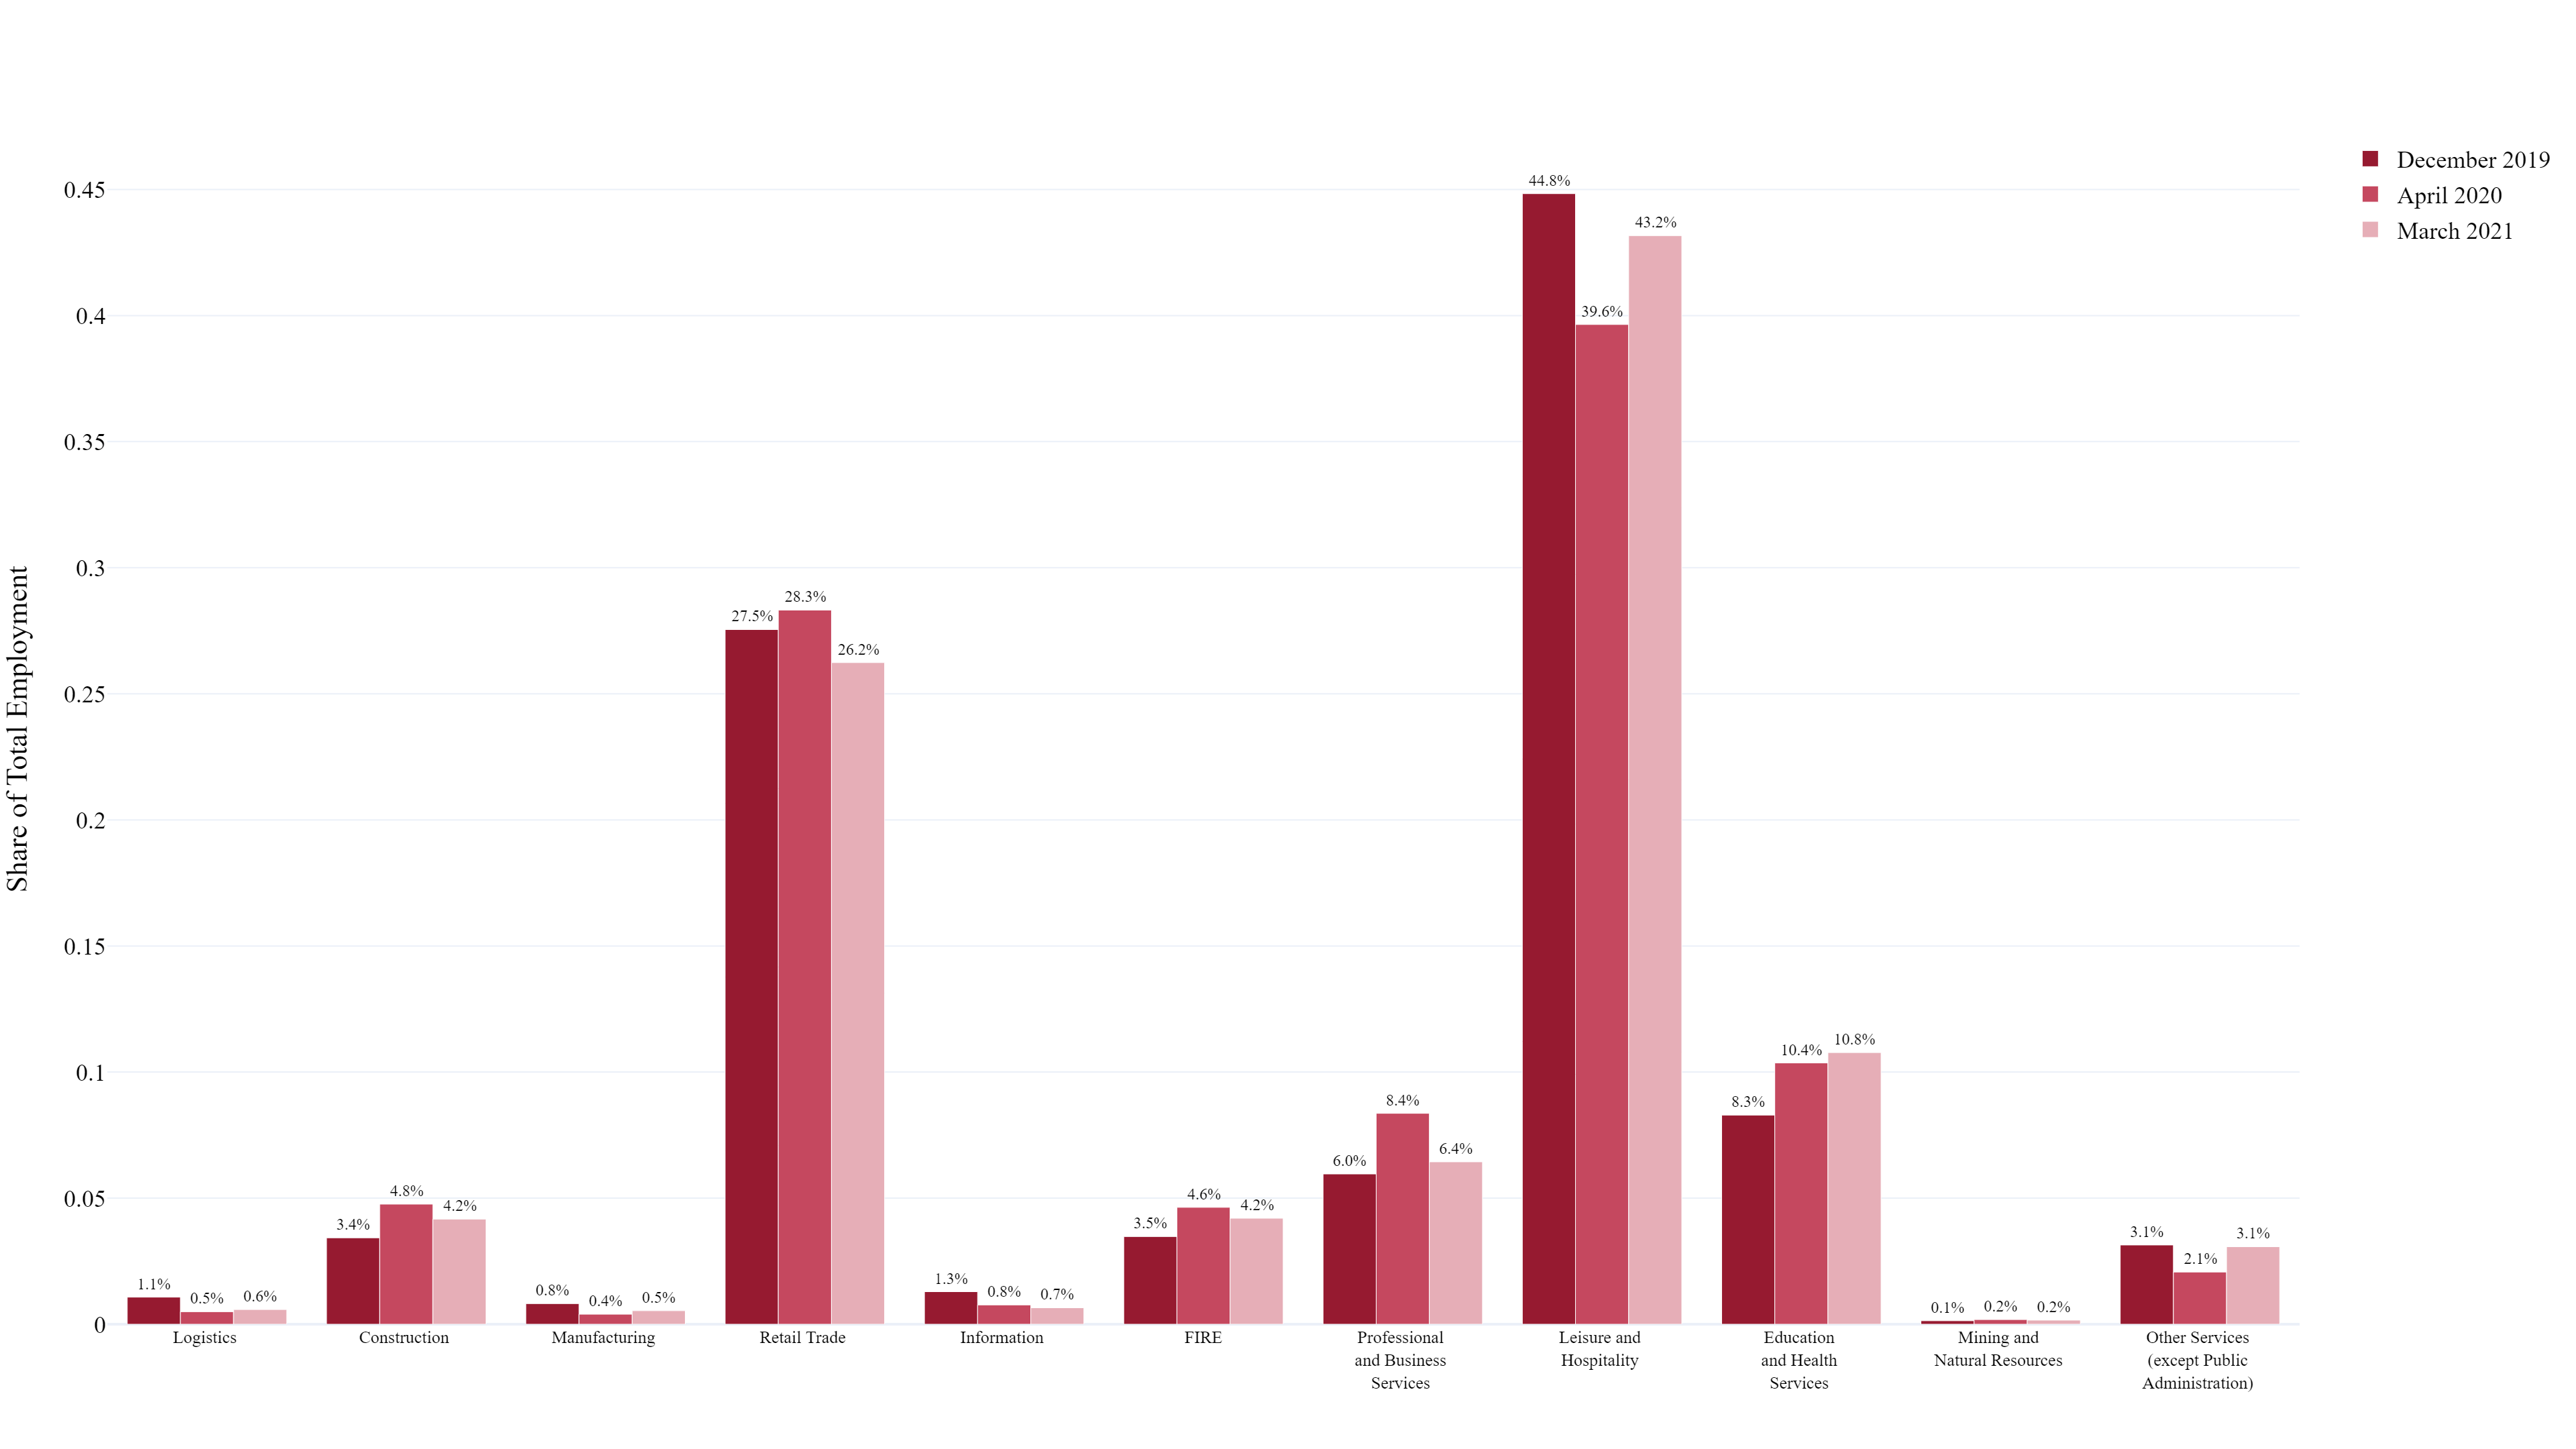 December 2019
April 2020
March 2021
Share of Total Employment
0.45
0.4
0.35
0.3
0.25
0.2
0.15
0.1
0.05
0
1.1%
0.5%
0.6%
3.4%
4.8%
4.2%
0.8%
0.4%
0.5%
27.5%
28.3%
26.2%
1.3%
0.8%
0.7%
3.5%
4.6%
4.2%
6.0%
8.4%
6.4%
44.8%
39.6%
43.2%
8.3%
10.4%
10.8%
0.1%
0.2%
0.2%
3.1%
2.1%
3.1%
Logistics
Construction
Manufacturing
Retail Trade
Information
FIRE
Professional
and Business
Services
Leisure and
Hospitality
Education
and Health
Services
Mining and
Natural Resources
Other Services
(except Public
Administration)